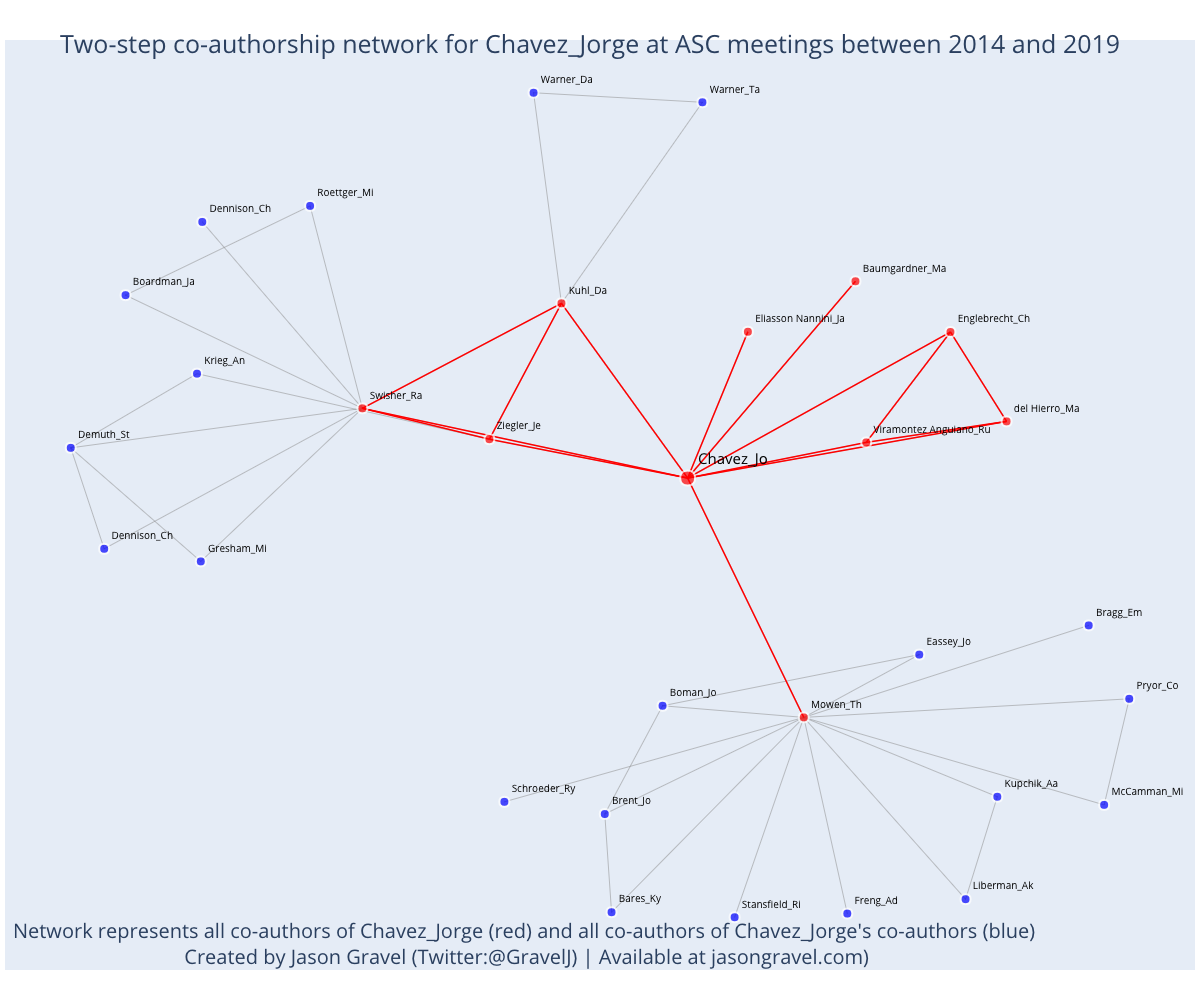 Two-step co-authorship network for Chavez_Jorge at ASC meetings between 2014 and 2019
Warner_Da
Warner_Ta
Roettger_Mi
Dennison_Ch
Baumgardner_Ma
Boardman_Ja
Kuhl_Da
Eliasson Nannini_Ja
Englebrecht_Ch
Krieg_An
Swisher_Ra
del Hierro_Ma
Ziegler_Je
Viramontez Anguiano_Ru
Demuth_St
Chavez_Jo
Dennison_Ch
Gresham_Mi
Bragg_Em
Eassey_Jo
Pryor_Co
Boman_Jo
Mowen_Th
Kupchik_Aa
Schroeder_Ry
McCamman_Mi
Brent_Jo
Liberman_Ak
Bares_Ky
Freng_Ad
Stansfield_Ri
Network represents all co-authors of Chavez_Jorge (red) and all co-authors of Chavez_Jorge's co-authors (blue)
Created by Jason Gravel (Twitter:@GravelJ) | Available at jasongravel.com)